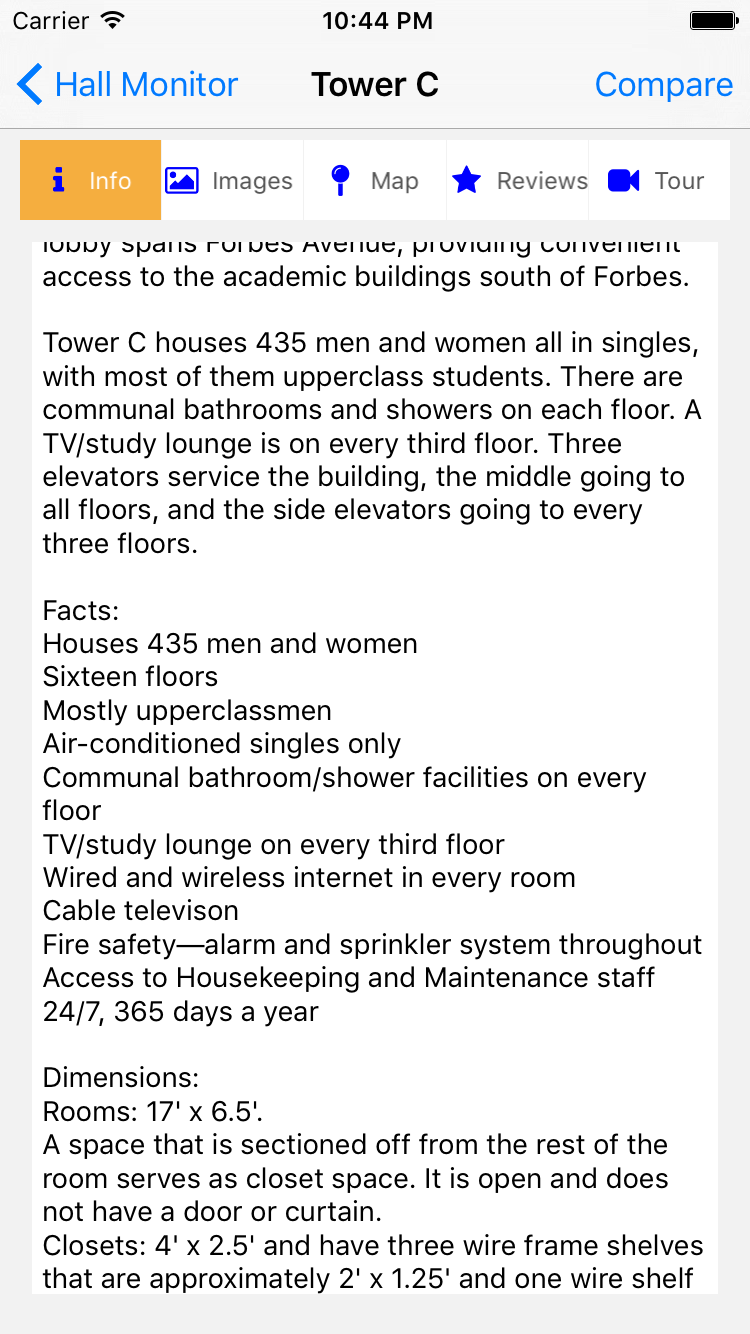 Carrier 10:44 PM
Hall Monitor Tower C Compare
Info Images Map Reviews Tour
lobby spans Forbes Avenue, providing convenient
access to the academic buildings south of Forbes.
Tower C houses 435 men and women all in singles,
with most of them upperclass students. There are
communal bathrooms and showers on each floor. A
TV/study lounge is on every third floor. Three
elevators service the building, the middle going to
all floors, and the side elevators going to every
three floors.
Facts:
Houses 435 men and women
Sixteen floors
Mostly upperclassmen
Air-conditioned singles only
Communal bathroom/shower facilities on every
floor
TV/study lounge on every third floor
Wired and wireless internet in every room
Cable televison
Fire safety—alarm and sprinkler system throughout
Access to Housekeeping and Maintenance staff
24/7, 365 days a year
Dimensions:
Rooms: 17' x 6.5'.
A space that is sectioned off from the rest of the
room serves as closet space. It is open and does
not have a door or curtain.
Closets: 4' x 2.5' and have three wire frame shelves
that are approximately 2' x 1.25' and one wire shelf